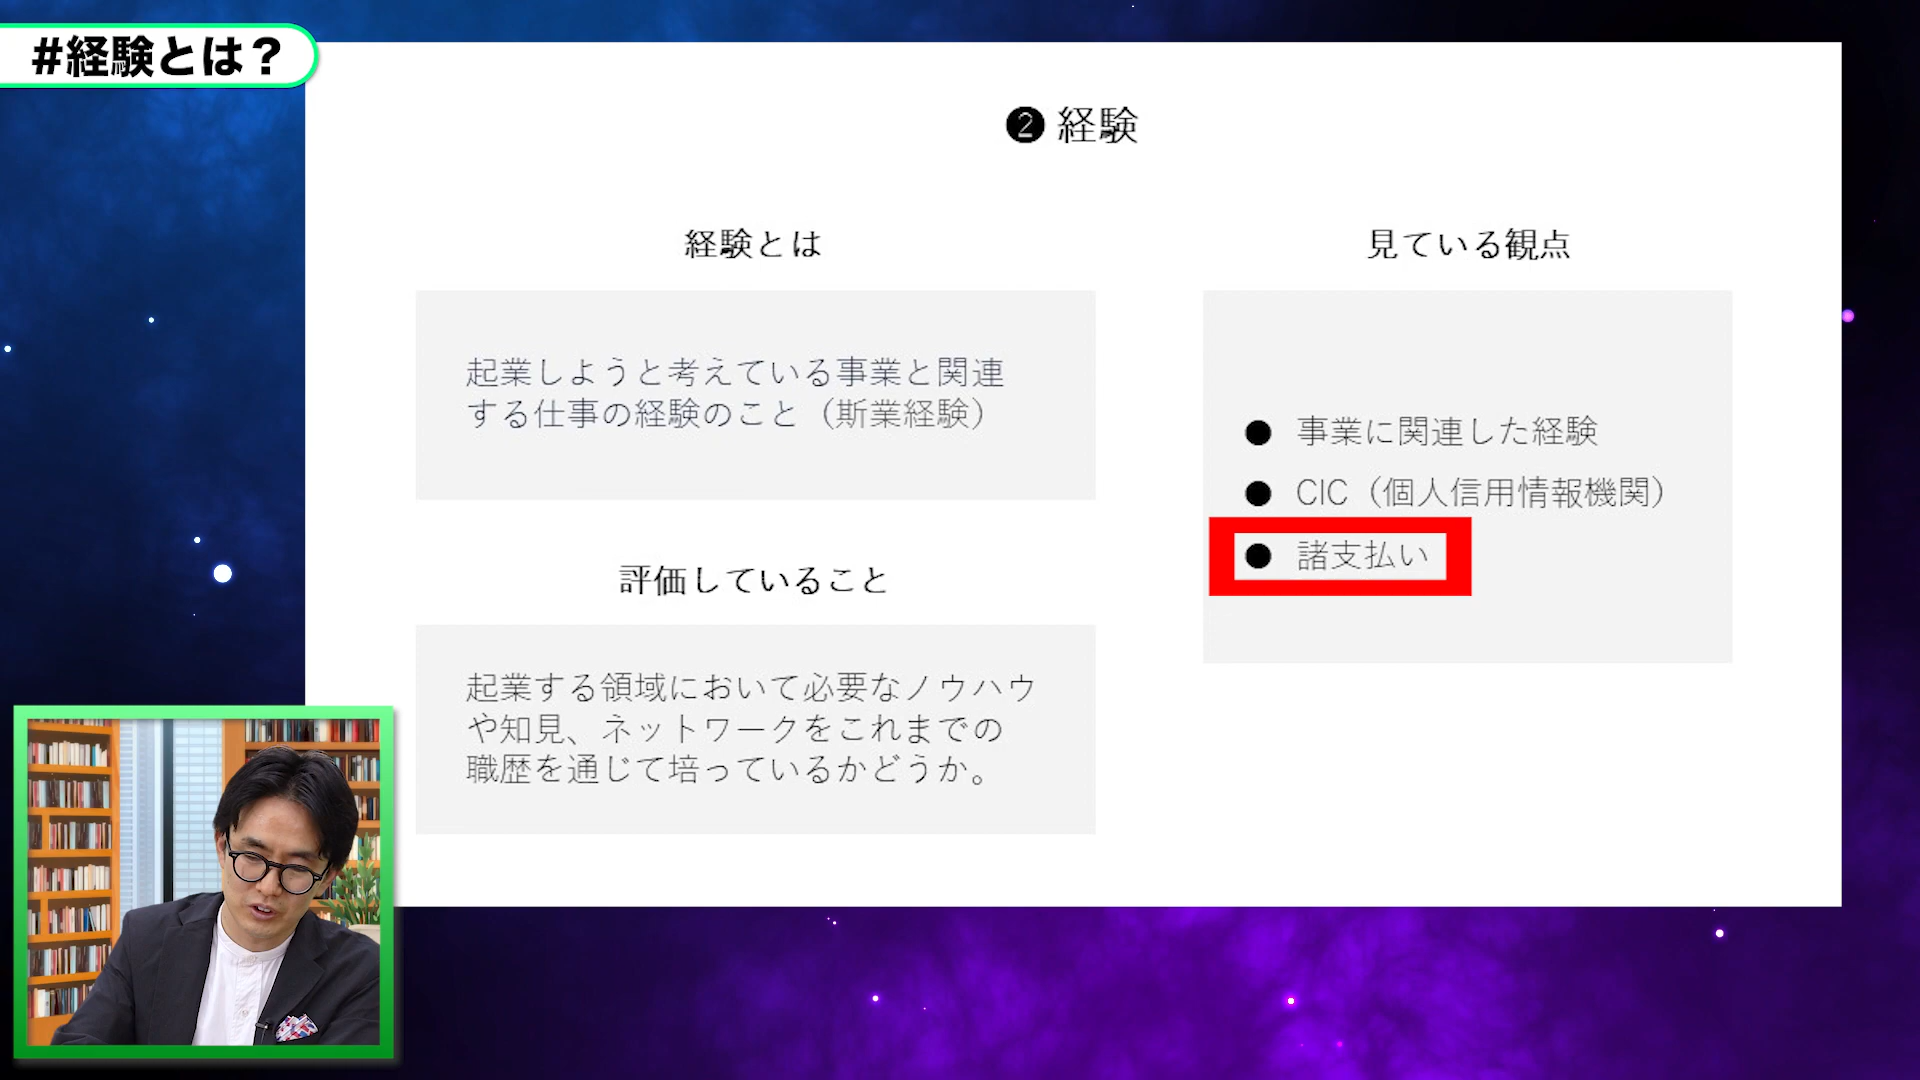 #経験とは？
❷ 経験
経験とは
起業しようと考えている事業と関連
する仕事の経験のこと（斯業経験）
評価していること
起業する領域において必要なノウハウ
や知見、ネットワークをこれまでの
職歴を通じて培っているかどうか。
見ている観点
● 事業に関連した経験
● CIC（個人信用情報機関）
● 諸支払い